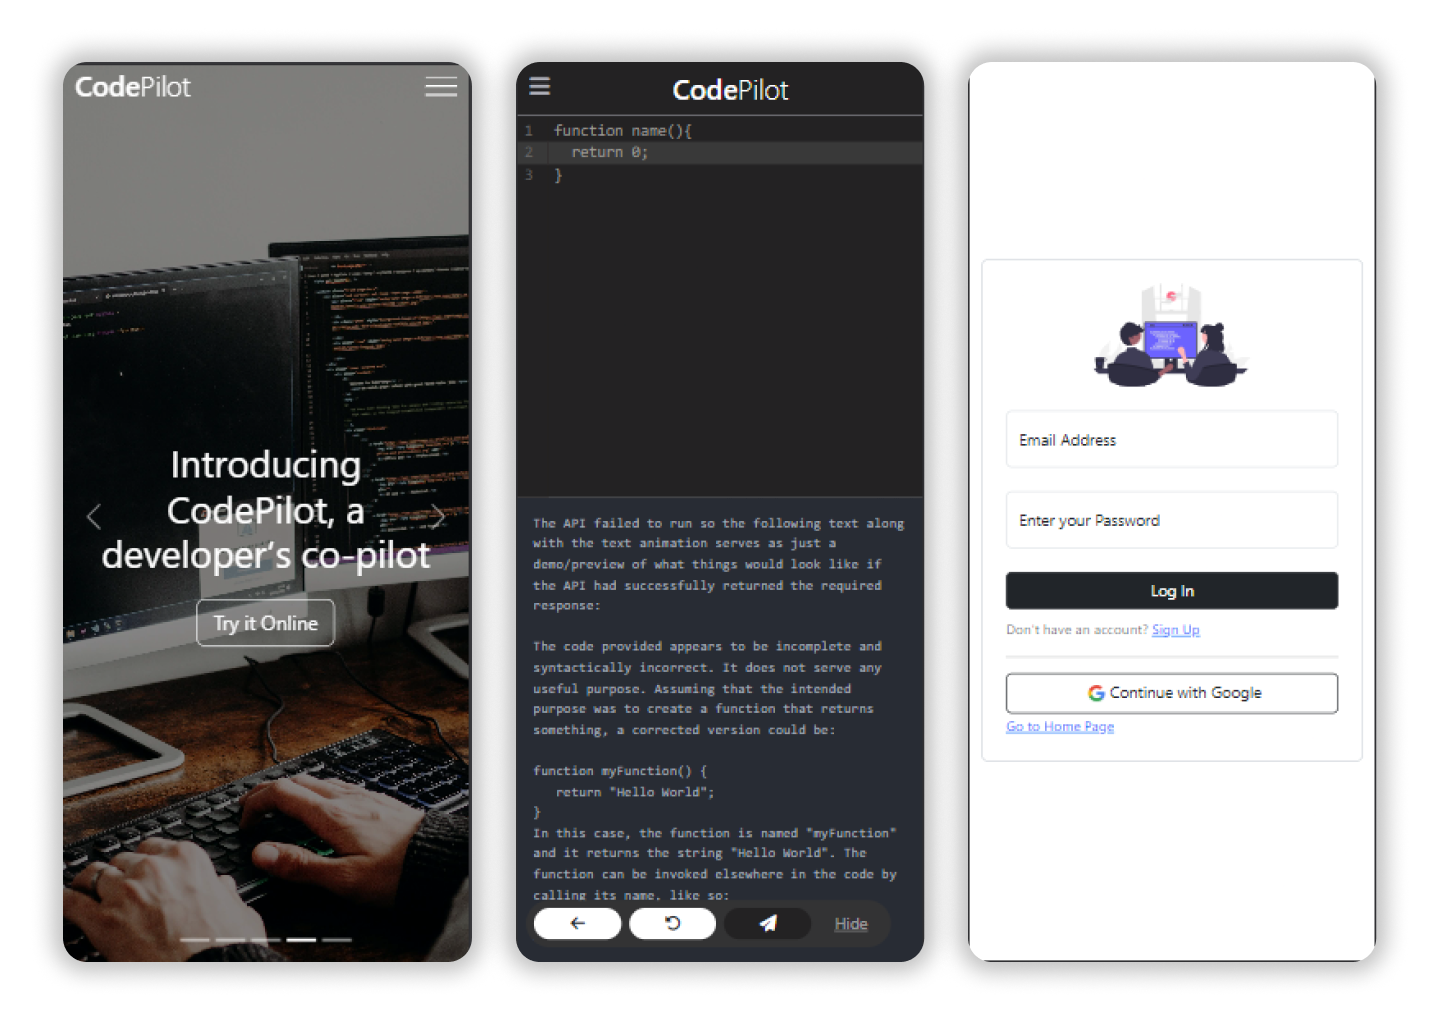 CodePilot
Introducing
CodePilot, a
developer's co-pilot
Try it Online
CodePilot
1 function name(){
2 return 0;
3 }
The API failed to run so the following text along
with the text animation serves as just a
demo/preview of what things would look like if
the API had successfully returned the required
response:
The code provided appears to be incomplete and
syntactically incorrect. It does not serve any
useful purpose. Assuming that the intended
purpose was to create a function that returns
something, a corrected version could be:
function myFunction() {
return "Hello World";
}
In this case, the function is named "myFunction"
and it returns the string "Hello World". The
function can be invoked elsewhere in the code by
calling its name, like so:
Hide
Email Address
Enter your Password
Log In
Don't have an account? Sign Up
Continue with Google
Go to Home Page